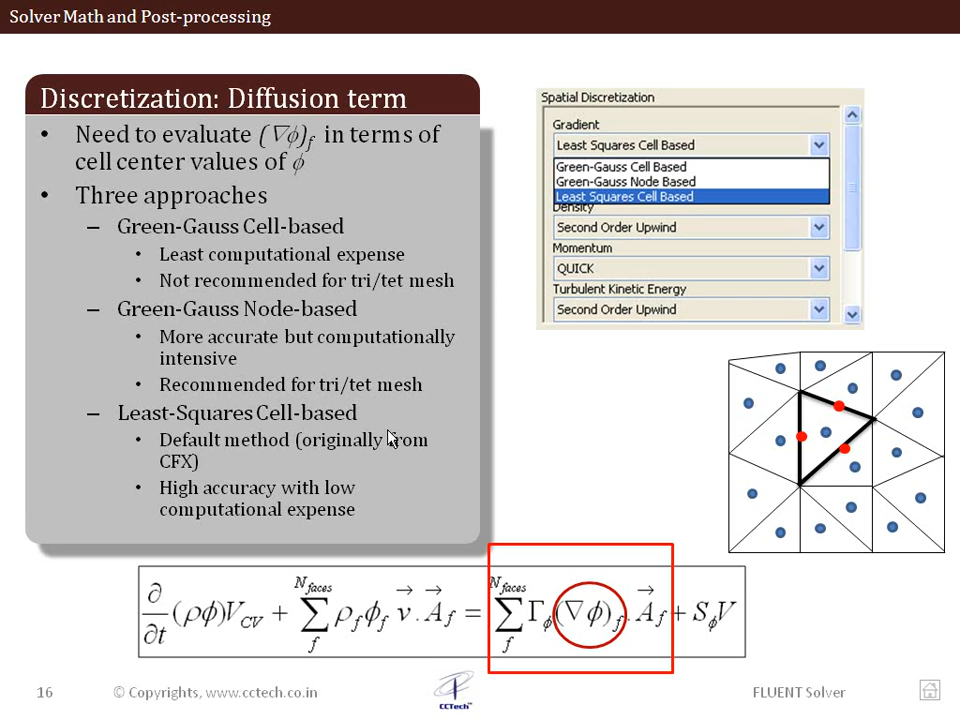 Solver Math and Post-processing
Discretization: Diffusion term
• Need to evaluate (∇ϕ)f in terms of
cell center values of ϕ
• Three approaches
– Green-Gauss Cell-based
• Least computational expense
• Not recommended for tri/tet mesh
– Green-Gauss Node-based
• More accurate but computationally
intensive
• Recommended for tri/tet mesh
– Least-Squares Cell-based
• Default method (originally from
CFX)
• High accuracy with low
computational expense
Spatial Discretization
Gradient
Least Squares Cell Based
Green-Gauss Cell Based
Green-Gauss Node Based
Least Squares Cell Based
Density
Second Order Upwind
Momentum
QUICK
Turbulent Kinetic Energy
Second Order Upwind
∂/∂t (ρϕ)V_CV + ∑_f^{N_faces} ρ_f ϕ_f v⃗ . A⃗_f = ∑_f^{N_faces} Γ_ϕ (∇ϕ)_f . A⃗_f + S_ϕ V
16
© Copyrights, www.cctech.co.in
CCTech™
FLUENT Solver